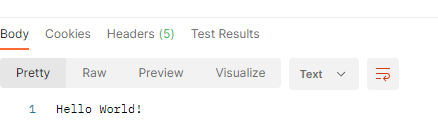 Body Cookies Headers (5) Test Results
Pretty Raw Preview Visualize Text
1 Hello World!